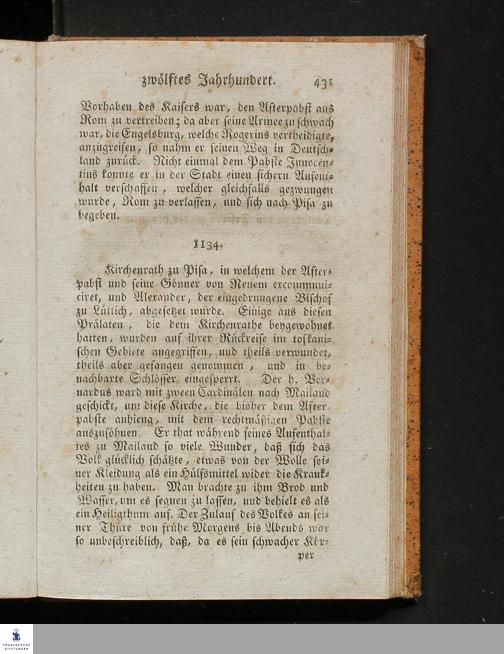 zwölftes Jahrhundert. 431
Vorhaben des Kaisers war, den Afterpabst aus
Rom zu vertreiben; da aber seine Armee zu schwach
war, die Engelsburg, welche Rogerius vertheidigte,
anzugreifen, so nahm er seinen Weg in Deutsch-
land zurück. Nicht einmal dem Pabste Innocen-
tius konnte er in der Stadt einen sichern Aufent-
halt verschaffen, welcher gleichfalls gezwungen
wurde, Rom zu verlassen, und sich nach Pisa zu
begeben.
1134.
Kirchenrath zu Pisa, in welchem der After-
pabst und seine Gönner von Neuem excommuni-
ciret, und Alexander, der eingedrungene Bischof
zu Lüttich, abgesetzet wurde. Einige aus diesen
Prälaten, die dem Kirchenrathe beygewohnet
hatten, wurden auf ihrer Rückreise im toskani-
schen Gebiete angegriffen, und theils verwundet,
theils aber gefangen genommen, und in be-
nachbarte Schlösser eingesperrt. Der h. Ber-
nardus ward mit zween Cardinälen nach Mailand
geschickt, um diese Kirche, die bisher dem After-
pabste anhieng, mit dem rechtmäßigen Pabste
auszusöhnen. Er that während seines Aufenthal-
tes zu Mailand so viele Wunder, daß sich das
Volk glücklich schätzte, etwas von der Wolle sei-
ner Kleidung als ein Hülfsmittel wider die Krank-
heiten zu haben. Man brachte zu ihm Brod und
Wasser, um es segnen zu lassen, und behielt es als
ein Heiligthum auf. Der Zulauf des Volkes an sei-
ner Thüre von frühe Morgens bis Abends war
so unbeschreiblich, daß, da es sein schwacher Kör-
per